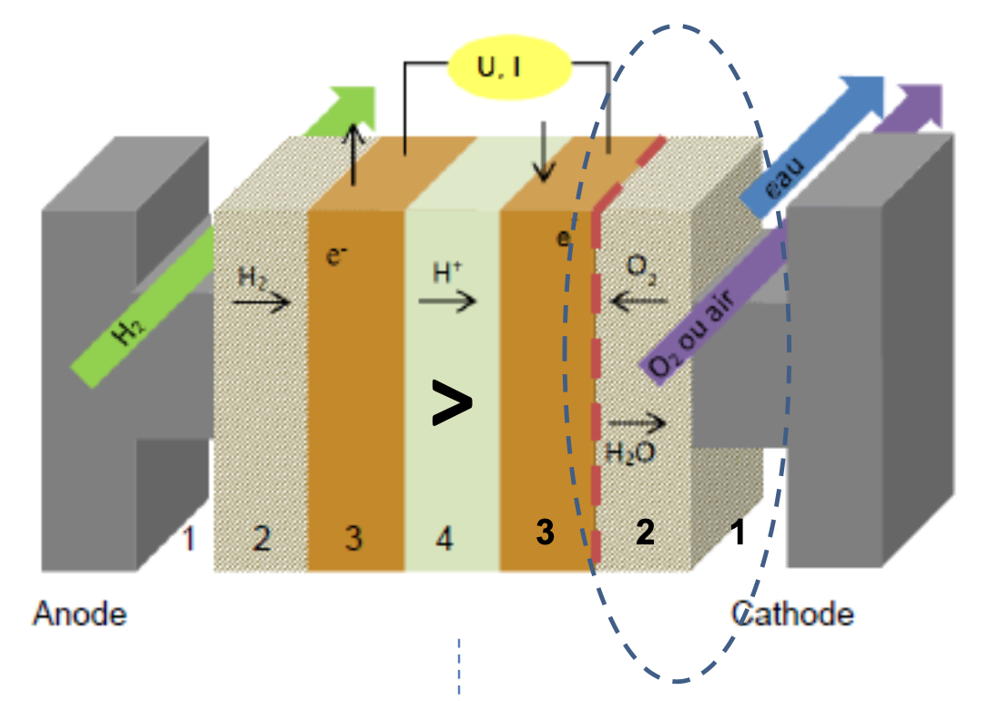 U, I
eau
e⁻
e
H₂
H⁺
O₂
H₂
O₂ ou air
>
H₂O
1
2
3
4
3
2
1
Anode
Cathode